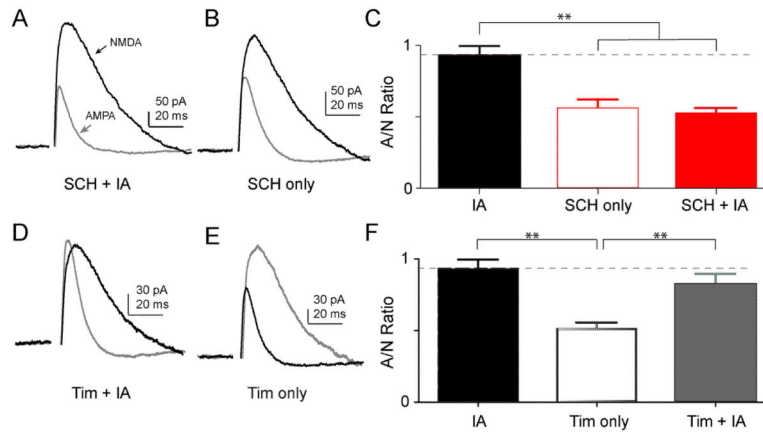 A
NMDA
AMPA
50 pA
20 ms
SCH + IA
B
50 pA
20 ms
SCH only
C
**
A/N Ratio
1
0
IA
SCH only
SCH + IA
D
30 pA
20 ms
Tim + IA
E
30 pA
20 ms
Tim only
F
**
**
A/N Ratio
1
0
IA
Tim only
Tim + IA